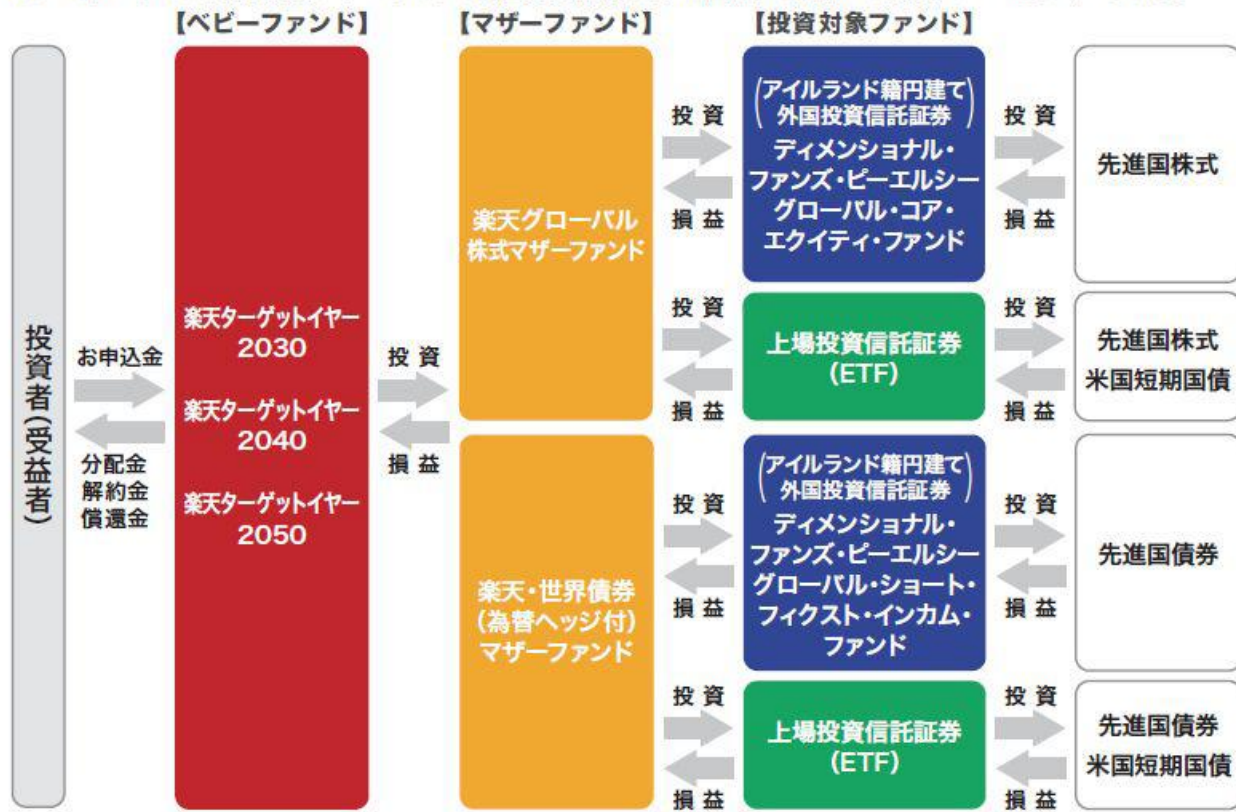 【ベビーファンド】
【マザーファンド】
【投資対象ファンド】
投資者(受益者)
お申込金
分配金
解約金
償還金
楽天ターゲットイヤー
2030
楽天ターゲットイヤー
2040
楽天ターゲットイヤー
2050
投資
損益
楽天グローバル
株式マザーファンド
投資
損益
(アイルランド籍円建て
外国投資信託証券)
ディメンショナル・
ファンズ・ピーエルシー
グローバル・コア・
エクイティ・ファンド
投資
損益
先進国株式
投資
損益
上場投資信託証券
(ETF)
投資
損益
先進国株式
米国短期国債
楽天・世界債券
(為替ヘッジ付)
マザーファンド
投資
損益
(アイルランド籍円建て
外国投資信託証券)
ディメンショナル・
ファンズ・ピーエルシー
グローバル・ショート・
フィクスト・インカム・
ファンド
投資
損益
先進国債券
投資
損益
上場投資信託証券
(ETF)
投資
損益
先進国債券
米国短期国債